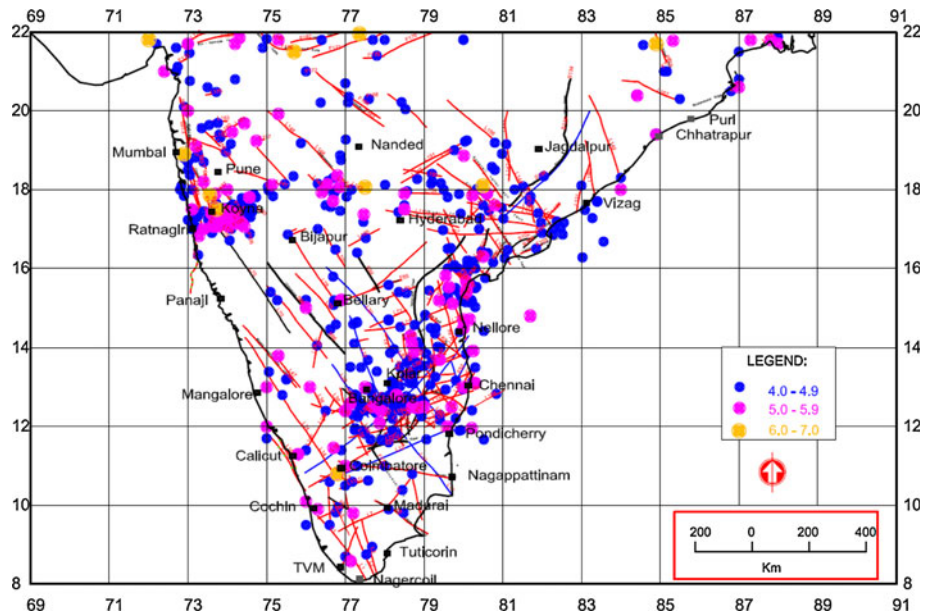 69 71 73 75 77 79 81 83 85 87 89 91
22 22
20 20
Puri
Chhatrapur
Mumbai
Nanded
Jagdalpur
Pune
18 18
Koyna
Hyderabad
Vizag
Ratnagiri
Bijapur
16 16
Panaji
Bellary
Nellore
14 14
Kolar
Mangalore
Bangalore
Chennai
12 12
Pondicherry
Calicut
Coimbatore
Nagappattinam
10 10
Cochin
Madurai
Tuticorin
TVM
Nagercoil
8 8
69 71 73 75 77 79 81 83 85 87 89 91
LEGEND:
4.0 - 4.9
5.0 - 5.9
6.0 - 7.0
200 0 200 400
Km